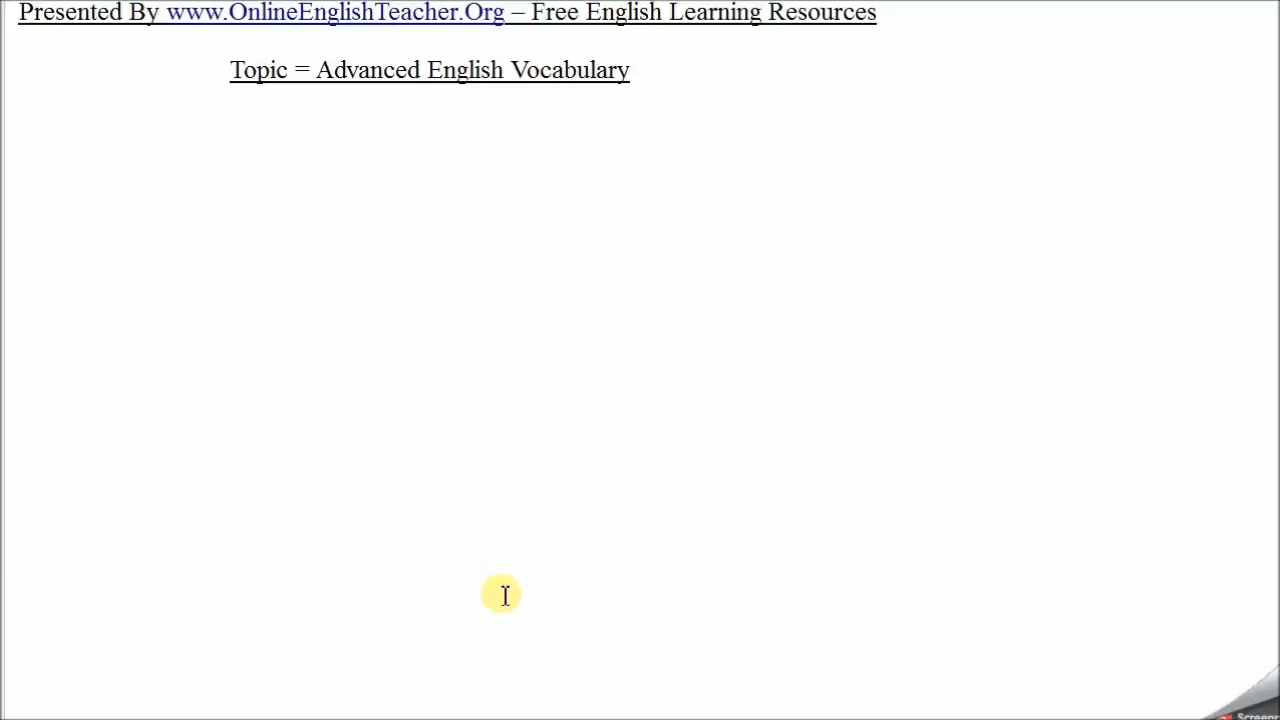 Presented By www.OnlineEnglishTeacher.Org – Free English Learning Resources
Topic = Advanced English Vocabulary